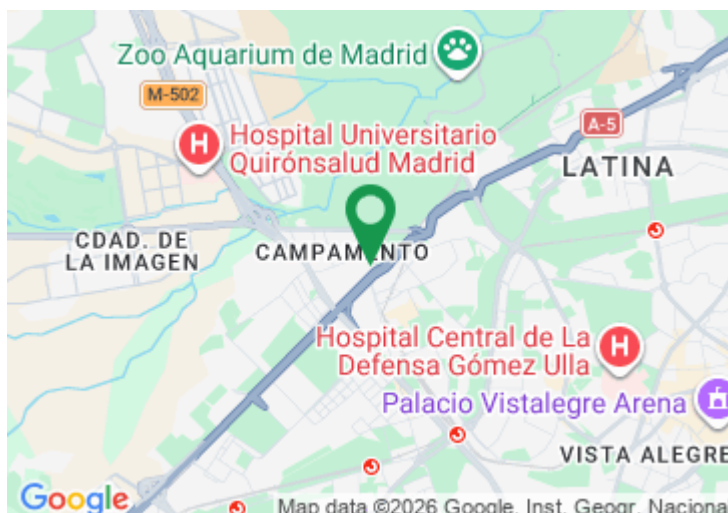 Zoo Aquarium de Madrid
M-502
A-5
Hospital Universitario
Quirónsalud Madrid
LATINA
CDAD. DE
LA IMAGEN
CAMPAMENTO
Hospital Central de La
Defensa Gómez Ulla
Palacio Vistalegre Arena
VISTA ALEGRE
Google
Map data ©2026 Google, Inst. Geogr. Naciona